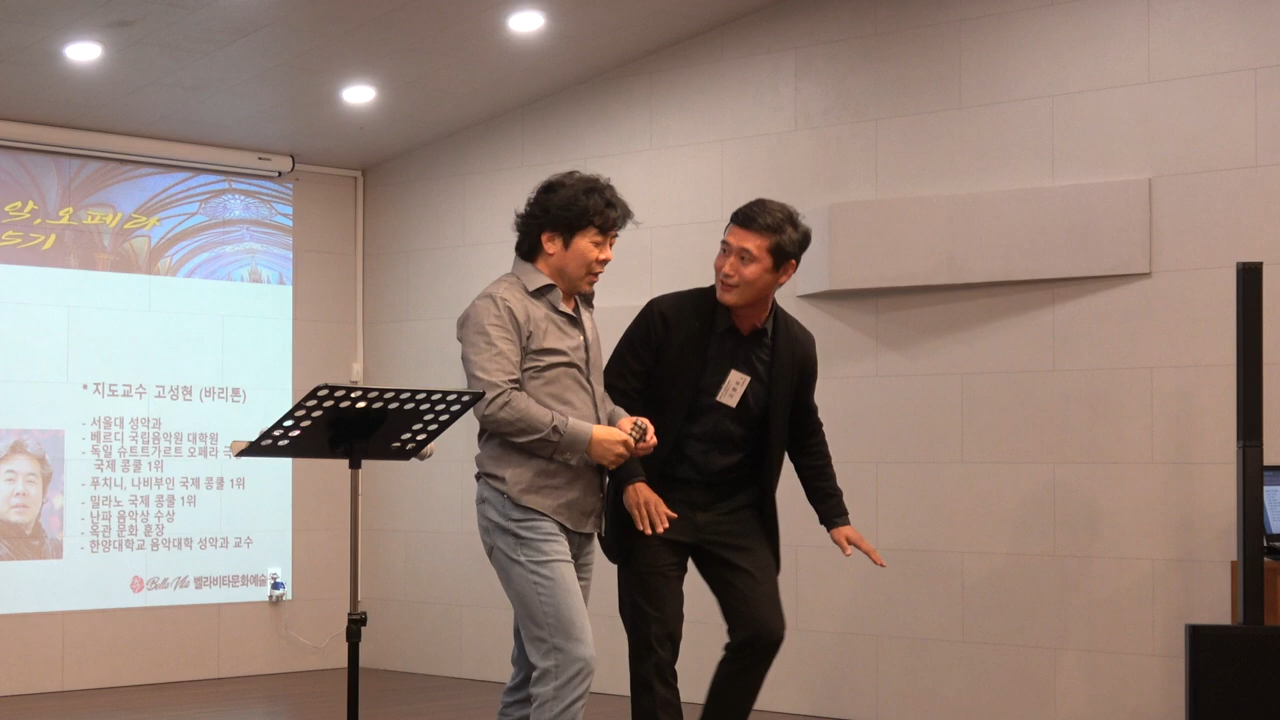 악,오페라
5기
* 지도교수 고성현 (바리톤)
- 서울대 성악과
- 베르디 국립음악원 대학원
- 독일 슈트트가르트 오페라
국제 콩쿨 1위
- 푸치니, 나비부인 국제 콩쿨 1위
- 밀라노 국제 콩쿨 1위
- 난파 음악상 수상
- 옥관 문화 훈장
- 한양대학교 음악대학 성악과 교수
Bella Vita 벨라비타문화예술